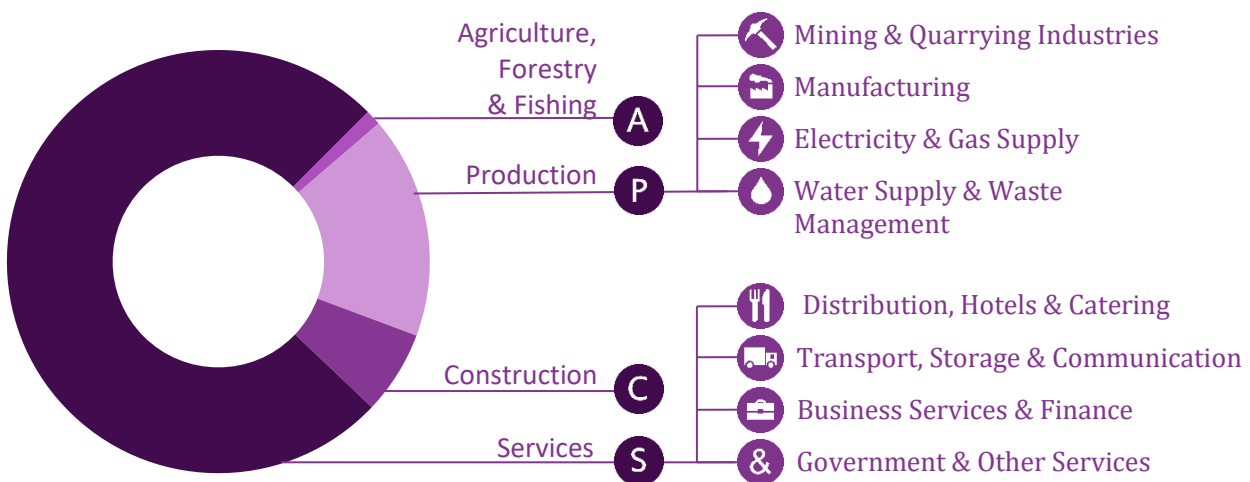 Agriculture,
Forestry
& Fishing
A
Production
P
Mining & Quarrying Industries
Manufacturing
Electricity & Gas Supply
Water Supply & Waste
Management
Construction
C
Services
S
Distribution, Hotels & Catering
Transport, Storage & Communication
Business Services & Finance
& Government & Other Services